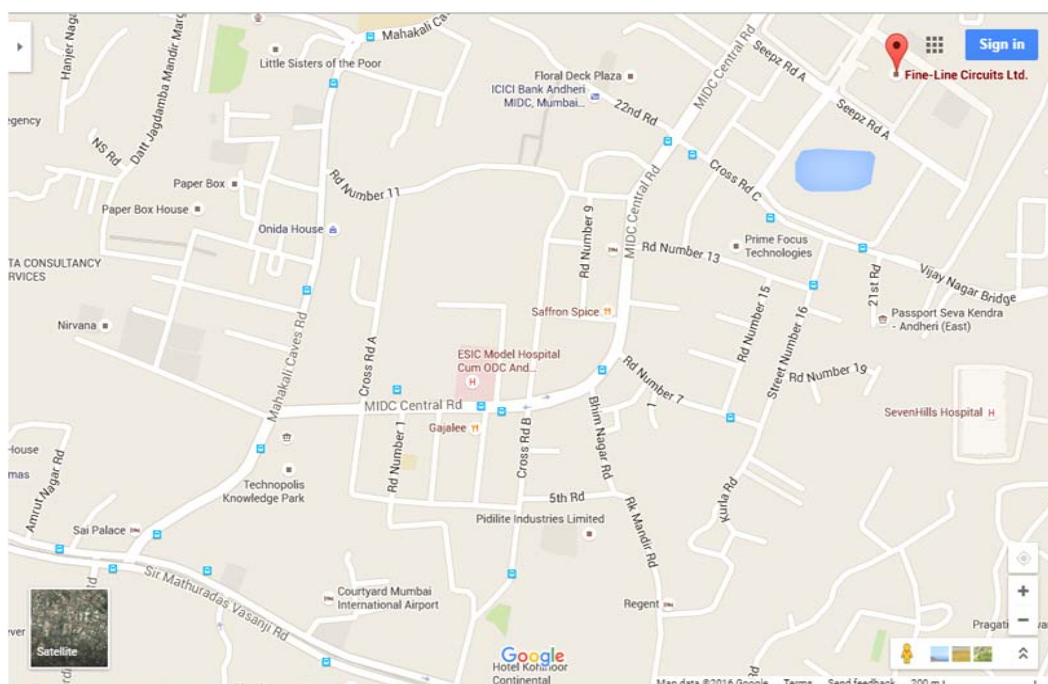 Mahakali Caves
Little Sisters of the Poor
Hanjer Naga
Datt Jagdamba Mandir Marg
egency
NS Rd
Floral Deck Plaza
ICICI Bank Andheri
MIDC, Mumbai...
22nd Rd
MIDC Central Rd
Seepz Rd A
Sign in
Fine-Line Circuits Ltd.
Seepz Rd A
Cross Rd C
Paper Box
Rd Number 11
Paper Box House
Onida House
TA CONSULTANCY
RVICES
MIDC Central Rd
Rd Number 9
Rd Number 13
Prime Focus
Technologies
Vijay Nagar Bridge
21st Rd
Passport Seva Kendra
- Andheri (East)
Nirvana
Mahakali Caves Rd
Cross Rd A
Saffron Spice
Rd Number 15
Street Number 16
ESIC Model Hospital
Cum ODC And...
H
Rd Number 7
1
Rd Number 19
SevenHills Hospital H
MIDC Central Rd
Gajalee
Rd Number 1
Cross Rd B
Bhim Nagar Rd
House
mas
Amrut Nagar Rd
Technopolis
Knowledge Park
5th Rd
Kurla Rd
Sai Palace
Pidilite Industries Limited
Rk Mandir Rd
Sir Mathuradas Vasanji Rd
Courtyard Mumbai
International Airport
Regent
Rd
ever
Satellite
Google
Hotel Kohinoor
Continental
+
−
Map data ©2016 Google
Terms
Send feedback
200 m